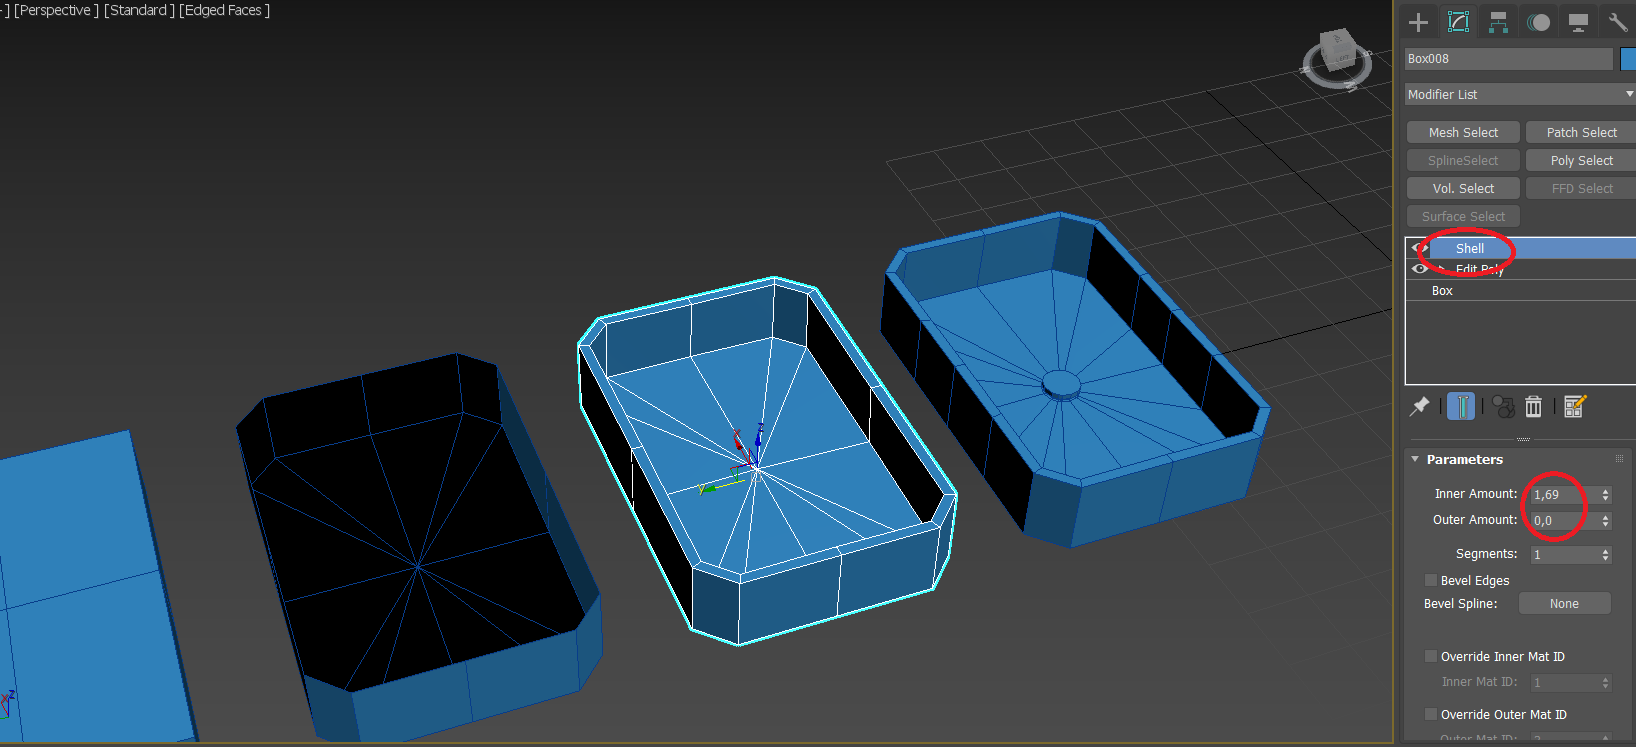 ] [Perspective ] [Standard ] [Edged Faces ]
Box008
Modifier List
Mesh Select
Patch Select
SplineSelect
Poly Select
Vol. Select
FFD Select
Surface Select
Shell
Edit Poly
Box
Parameters
Inner Amount: 1,69
Outer Amount: 0,0
Segments: 1
Bevel Edges
Bevel Spline: None
Override Inner Mat ID
Inner Mat ID: 1
Override Outer Mat ID
Outer Mat ID:
x
z
y
x
z